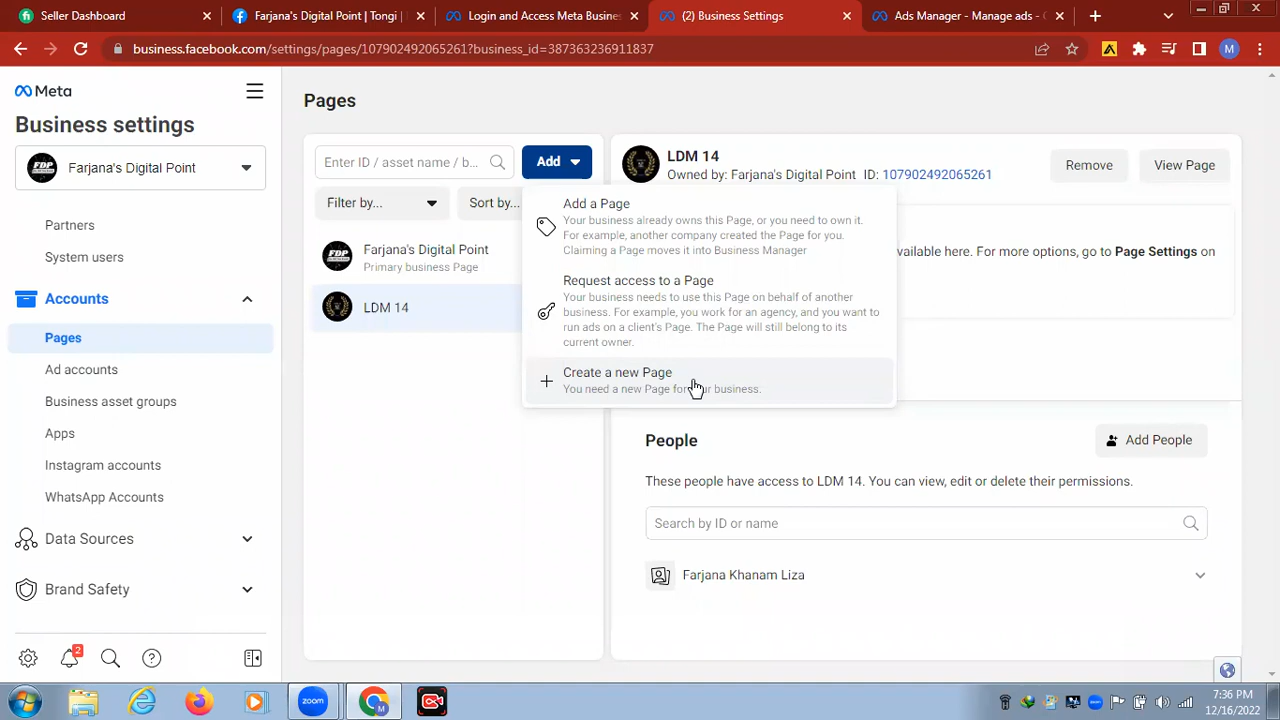 Seller Dashboard
Farjana's Digital Point | Tongi |
Login and Access Meta Busine
(2) Business Settings
Ads Manager - Manage ads -
business.facebook.com/settings/pages/107902492065261?business_id=387363236911837
M
Meta
Business settings
FDP
Farjana's Digital Point
Partners
System users
Accounts
Pages
Ad accounts
Business asset groups
Apps
Instagram accounts
WhatsApp Accounts
Data Sources
Brand Safety
2
Pages
Enter ID / asset name / b...
Add
Filter by...
Sort by...
FDP
Farjana's Digital Point
Primary business Page
LDM 14
Add a Page
Your business already owns this Page, or you need to own it.
For example, another company created the Page for you.
Claiming a Page moves it into Business Manager
Request access to a Page
Your business needs to use this Page on behalf of another
business. For example, you work for an agency, and you want to
run ads on a client's Page. The Page will still belong to its
current owner.
Create a new Page
You need a new Page for your business.
LDM 14
Owned by: Farjana's Digital Point ID: 107902492065261
Remove
View Page
vailable here. For more options, go to Page Settings on
People
Add People
These people have access to LDM 14. You can view, edit or delete their permissions.
Search by ID or name
Farjana Khanam Liza
zoom
7:36 PM
12/16/2022